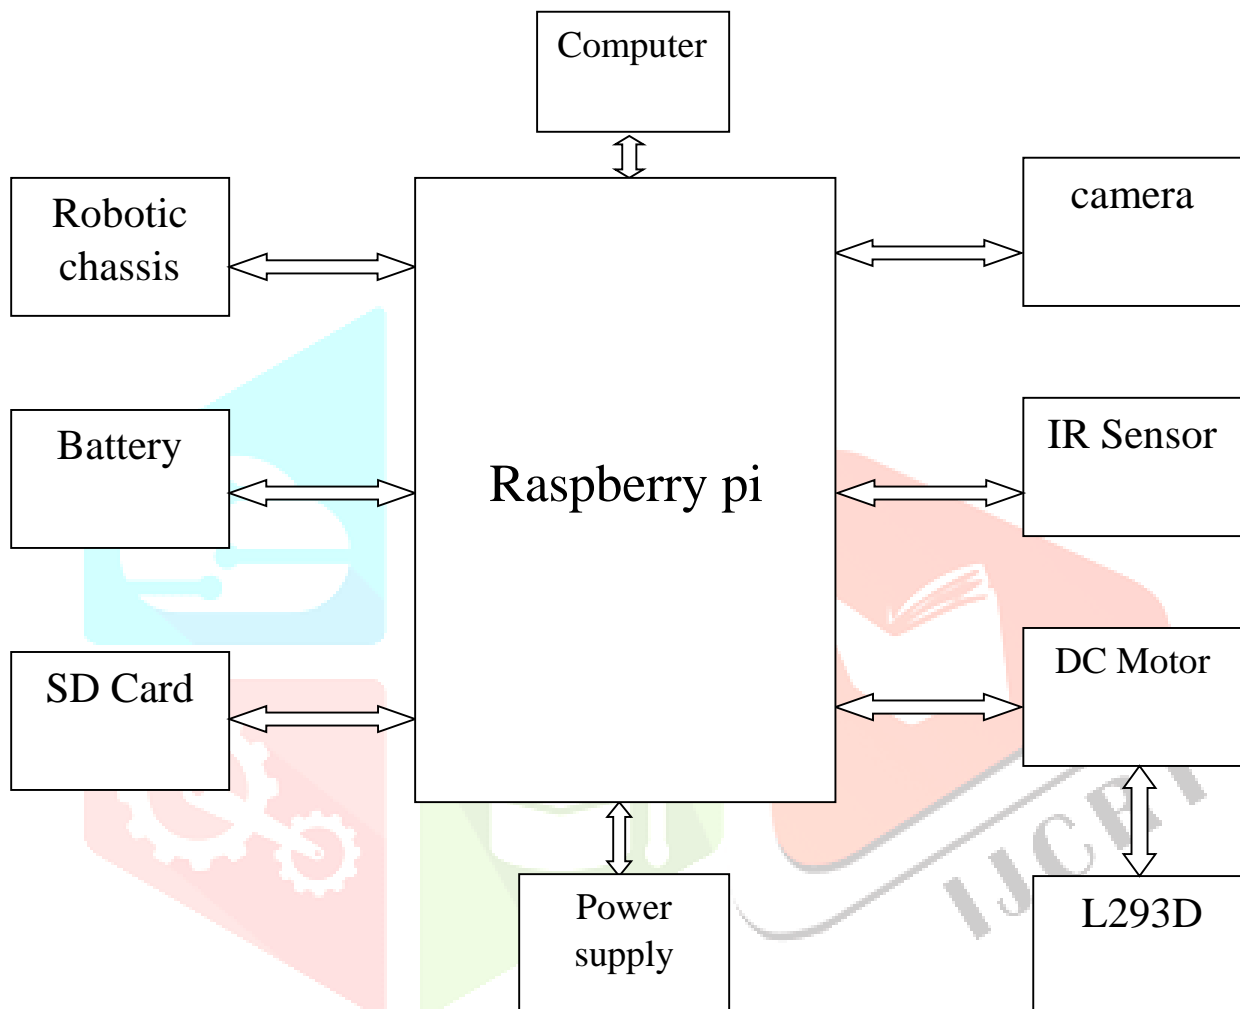 Computer
Robotic
chassis
camera
Battery
Raspberry pi
IR Sensor
SD Card
DC Motor
Power
supply
L293D
IJCRT